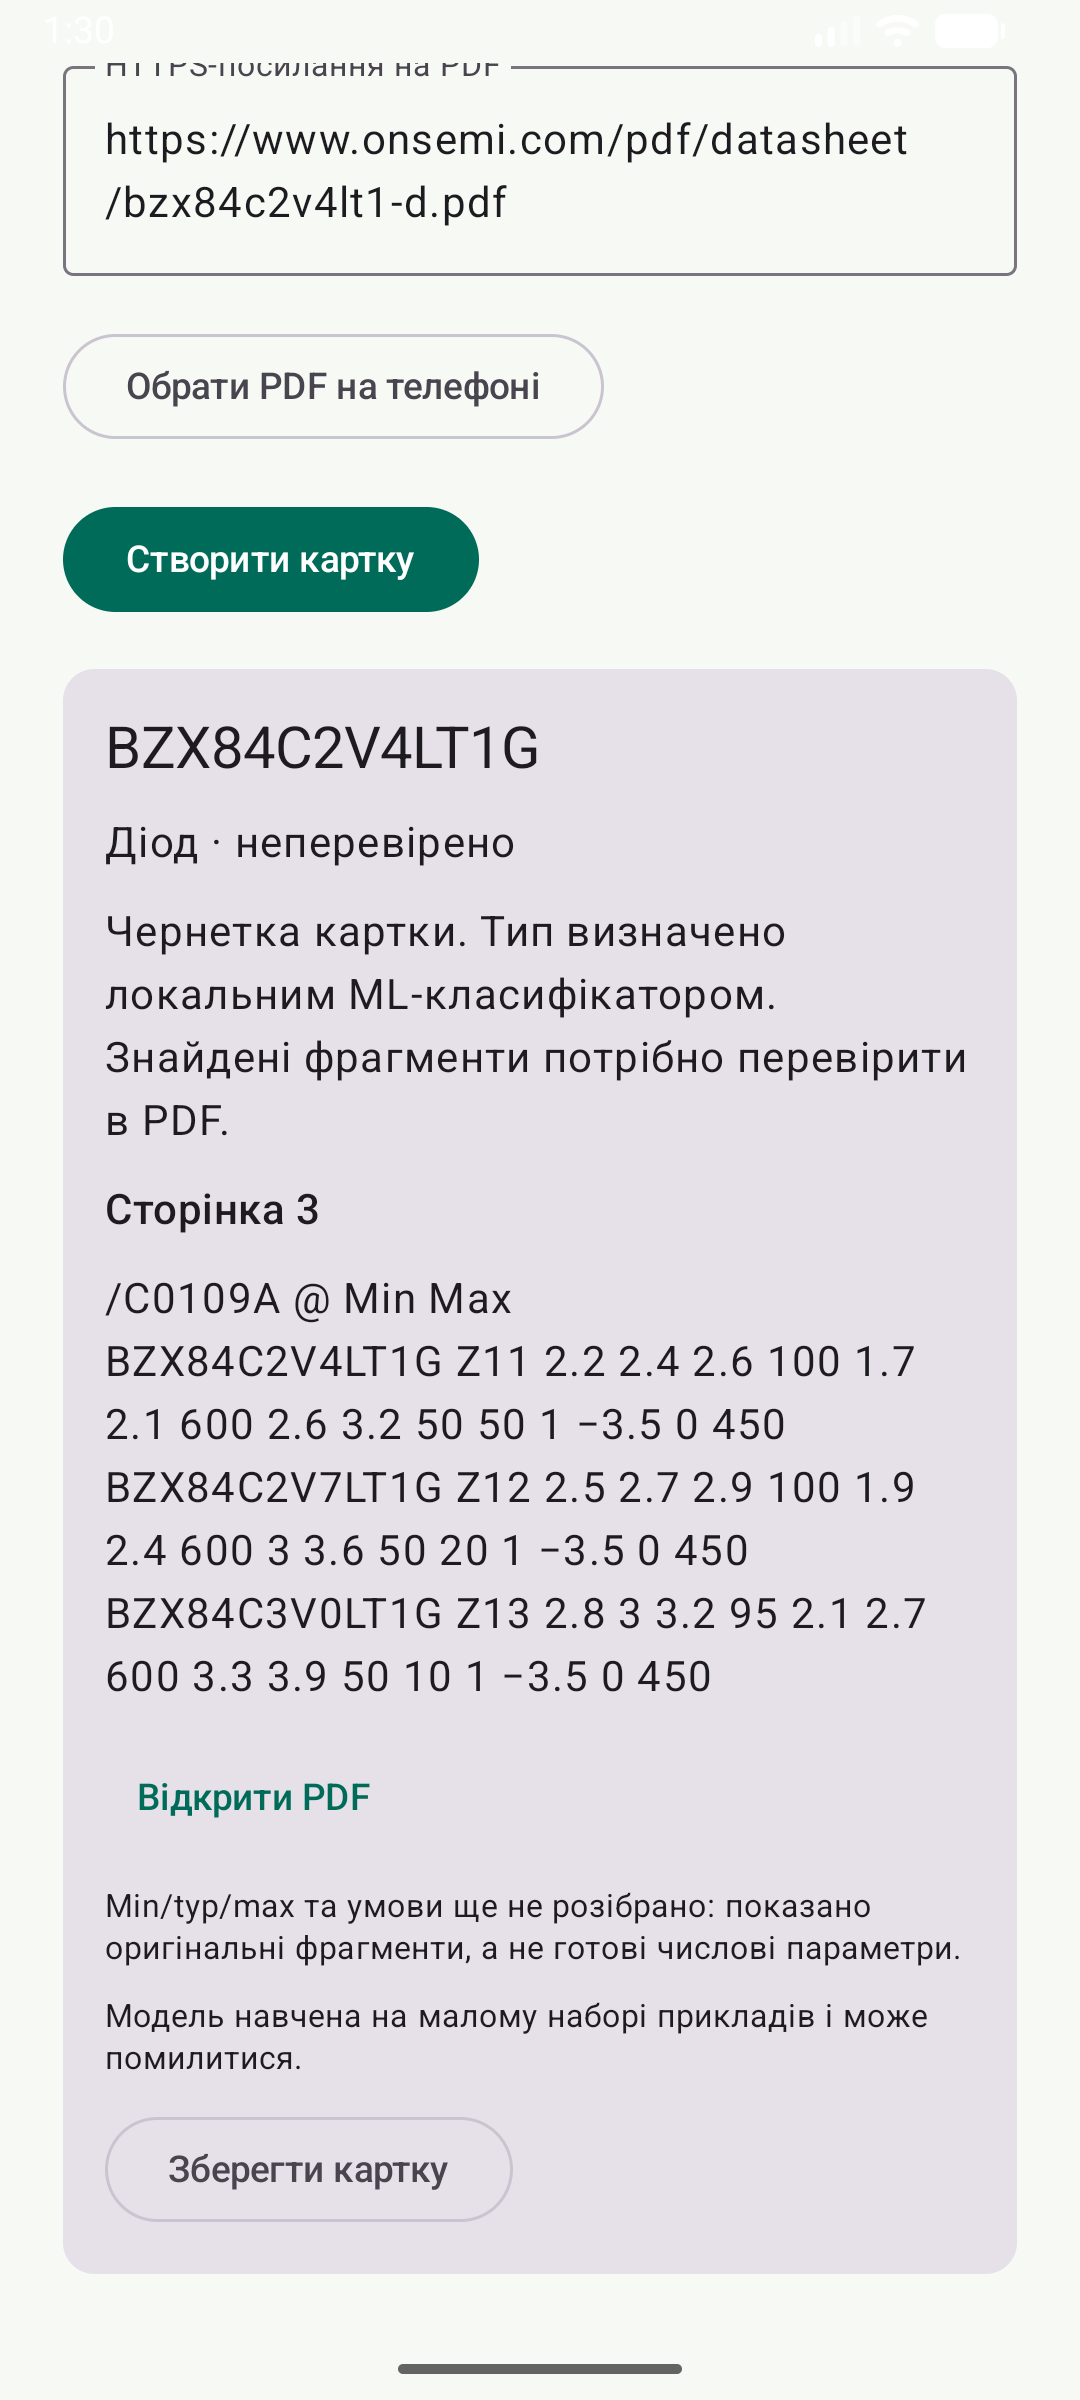 1:30
HTTPS-посилання на PDF
https://www.onsemi.com/pdf/datasheet
/bzx84c2v4lt1-d.pdf
Обрати PDF на телефоні
Створити картку
BZX84C2V4LT1G
Діод · неперевірено
Чернетка картки. Тип визначено
локальним ML-класифікатором.
Знайдені фрагменти потрібно перевірити
в PDF.
Сторінка 3
/C0109A @ Min Max
BZX84C2V4LT1G Z11 2.2 2.4 2.6 100 1.7
2.1 600 2.6 3.2 50 50 1 −3.5 0 450
BZX84C2V7LT1G Z12 2.5 2.7 2.9 100 1.9
2.4 600 3 3.6 50 20 1 −3.5 0 450
BZX84C3V0LT1G Z13 2.8 3 3.2 95 2.1 2.7
600 3.3 3.9 50 10 1 −3.5 0 450
Відкрити PDF
Min/typ/max та умови ще не розібрано: показано
оригінальні фрагменти, а не готові числові параметри.
Модель навчена на малому наборі прикладів і може
помилитися.
Зберегти картку